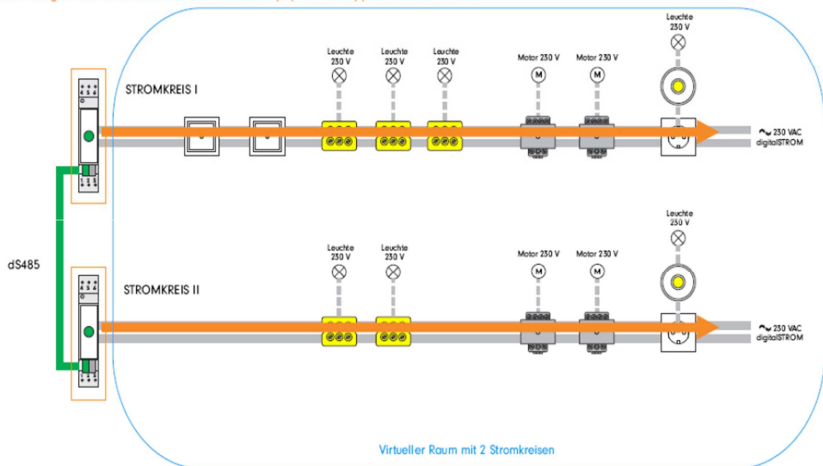 Leuchte
230 V
Leuchte
230 V
Leuchte
230 V
Leuchte
230 V
Motor 230 V
Motor 230 V
M
M
STROMKREIS I
230 VAC
digitalSTROM
dS485
Leuchte
230 V
Leuchte
230 V
Leuchte
230 V
Motor 230 V
Motor 230 V
M
M
STROMKREIS II
230 VAC
digitalSTROM
Virtueller Raum mit 2 Stromkreisen